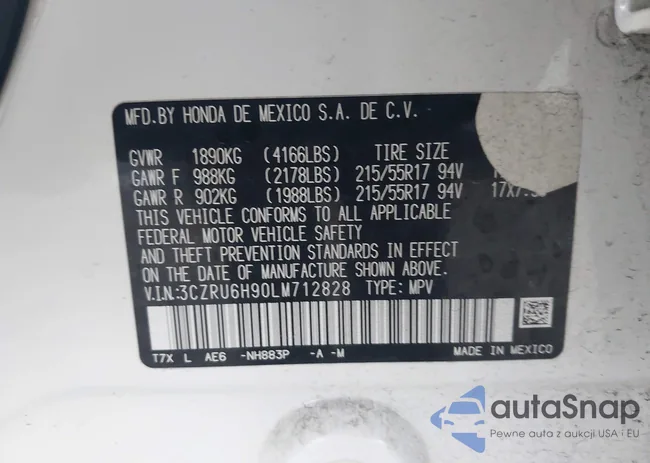 MFD.BY HONDA DE MEXICO S.A. DE C.V.
GVWR 1890KG (4166LBS) TIRE SIZE
GAWR F 988KG (2178LBS) 215/55R17 94V
GAWR R 902KG (1988LBS) 215/55R17 94V 17X7
THIS VEHICLE CONFORMS TO ALL APPLICABLE
FEDERAL MOTOR VEHICLE SAFETY
AND THEFT PREVENTION STANDARDS IN EFFECT
ON THE DATE OF MANUFACTURE SHOWN ABOVE.
V.I.N.:3CZRU6H90LM712828 TYPE: MPV
T7X L AE6 -NH883P -A -M MADE IN MEXICO
autoSnap
Pewne auta z aukcji USA i EU